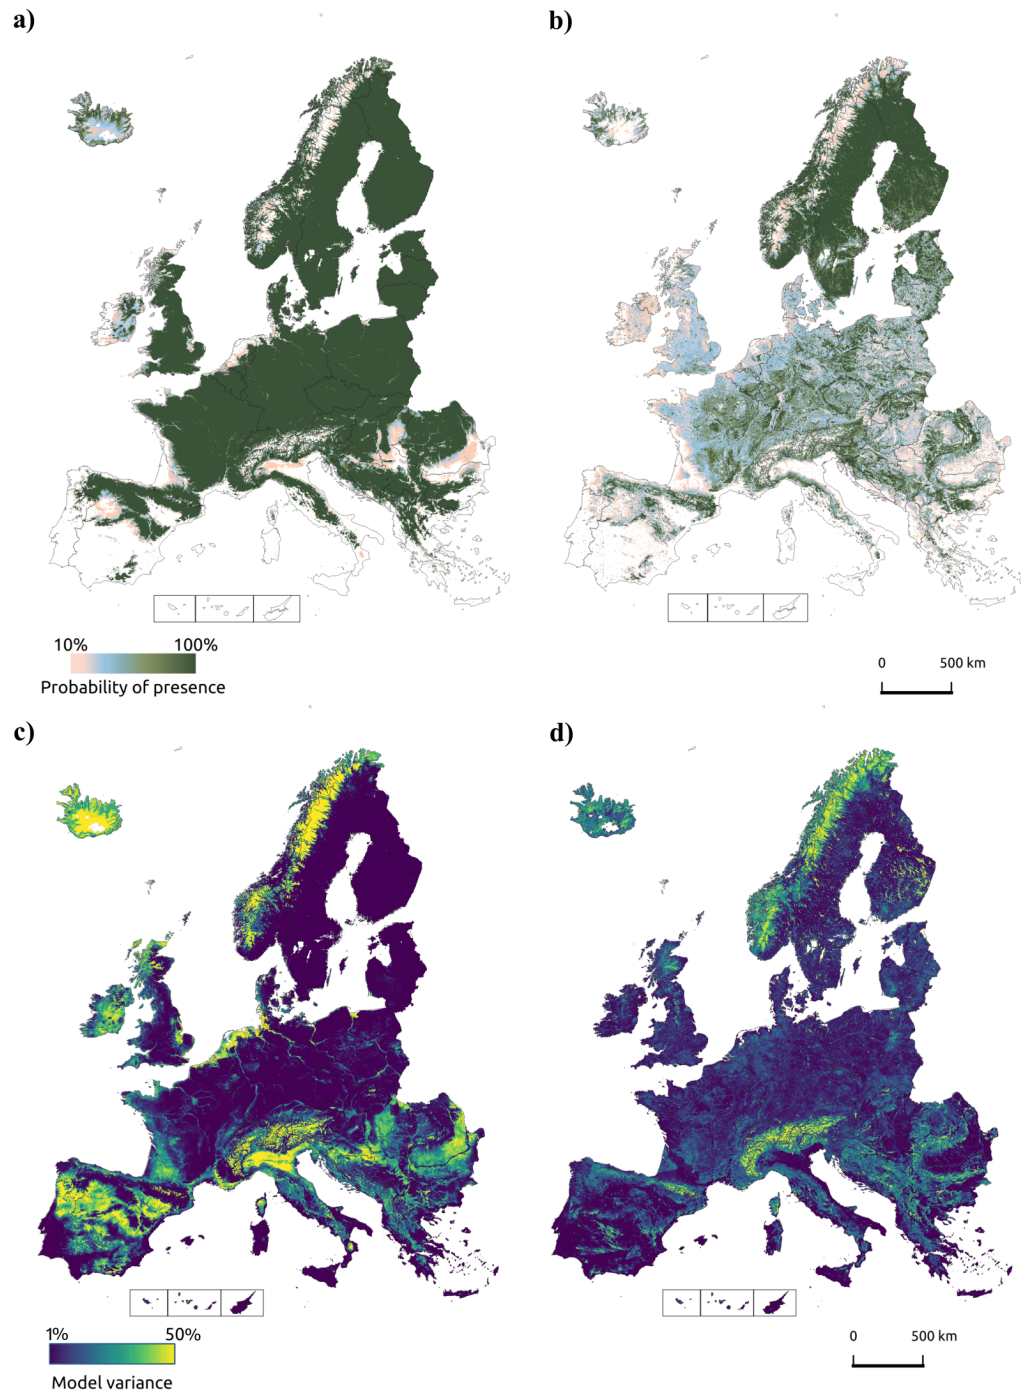 a)
b)
10% 100%
Probability of presence
0 500 km
c)
d)
1% 50%
Model variance
0 500 km